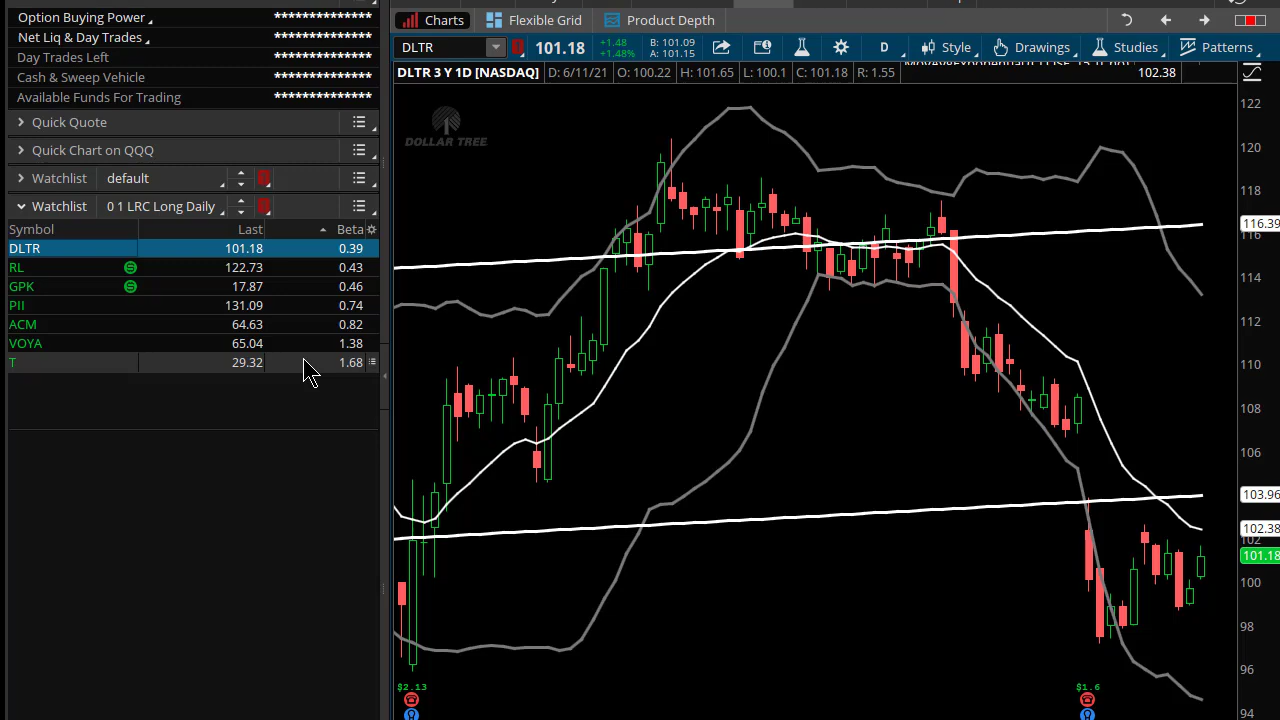 Option Buying Power **************
Net Liq & Day Trades **************
Day Trades Left **************
Cash & Sweep Vehicle **************
Available Funds For Trading **************
Quick Quote
Quick Chart on QQQ
Watchlist default
Watchlist 0 1 LRC Long Daily
Symbol Last Beta
DLTR 101.18 0.39
RL 122.73 0.43
GPK 17.87 0.46
PII 131.09 0.74
ACM 64.63 0.82
VOYA 65.04 1.38
T 29.32 1.68
Charts Flexible Grid Product Depth
DLTR 101.18 +1.48 +1.48% B: 101.09 A: 101.15 D Style Drawings Studies Patterns
DLTR 3 Y 1D [NASDAQ] D: 6/11/21 O: 100.22 H: 101.65 L: 100.1 C: 101.18 R: 1.55 102.38
DOLLAR TREE
122
120
118
116.39
116
114
112
110
108
106
103.96
102.38
102
101.18
100
98
96
94
$2.13 $1.6